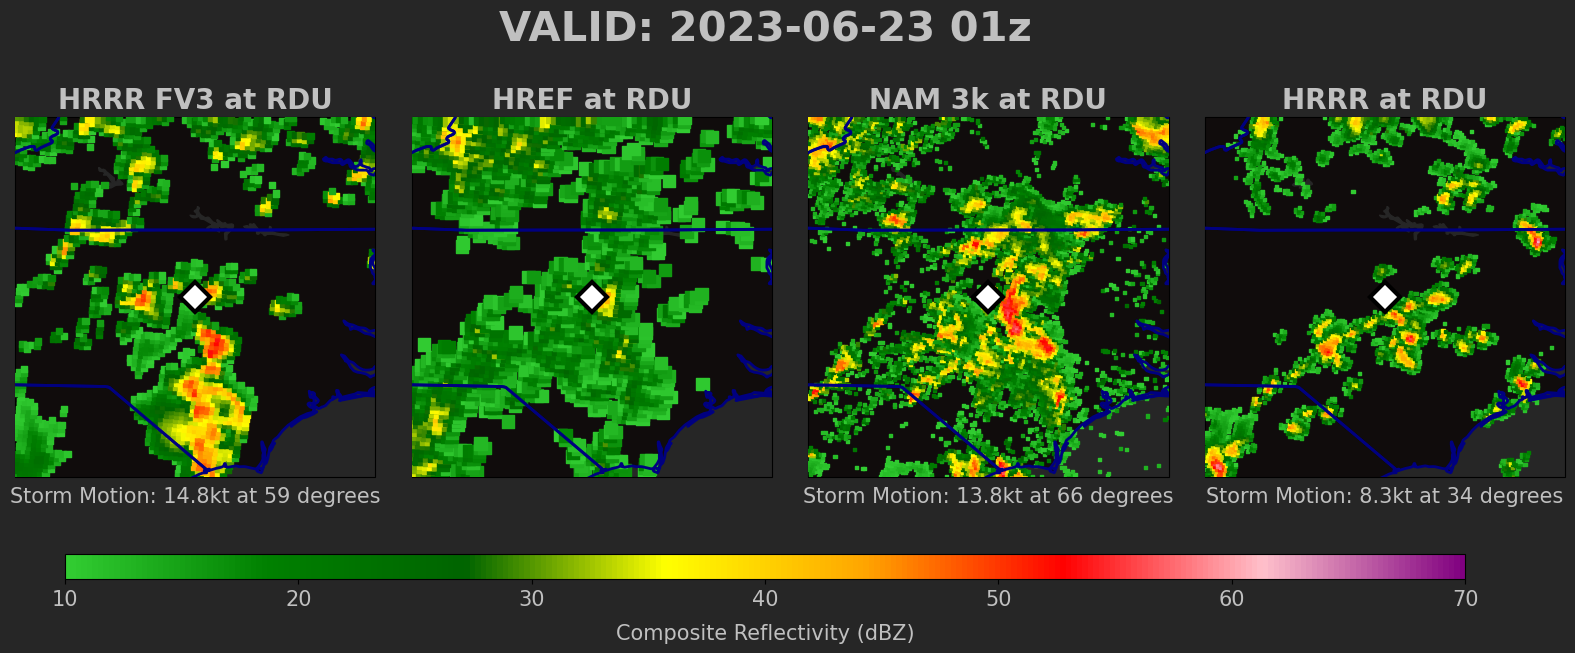 VALID: 2023-06-23 01z
HRRR FV3 at RDU
HREF at RDU
NAM 3k at RDU
HRRR at RDU
Storm Motion: 14.8kt at 59 degrees
Storm Motion: 13.8kt at 66 degrees
Storm Motion: 8.3kt at 34 degrees
10 20 30 40 50 60 70
Composite Reflectivity (dBZ)